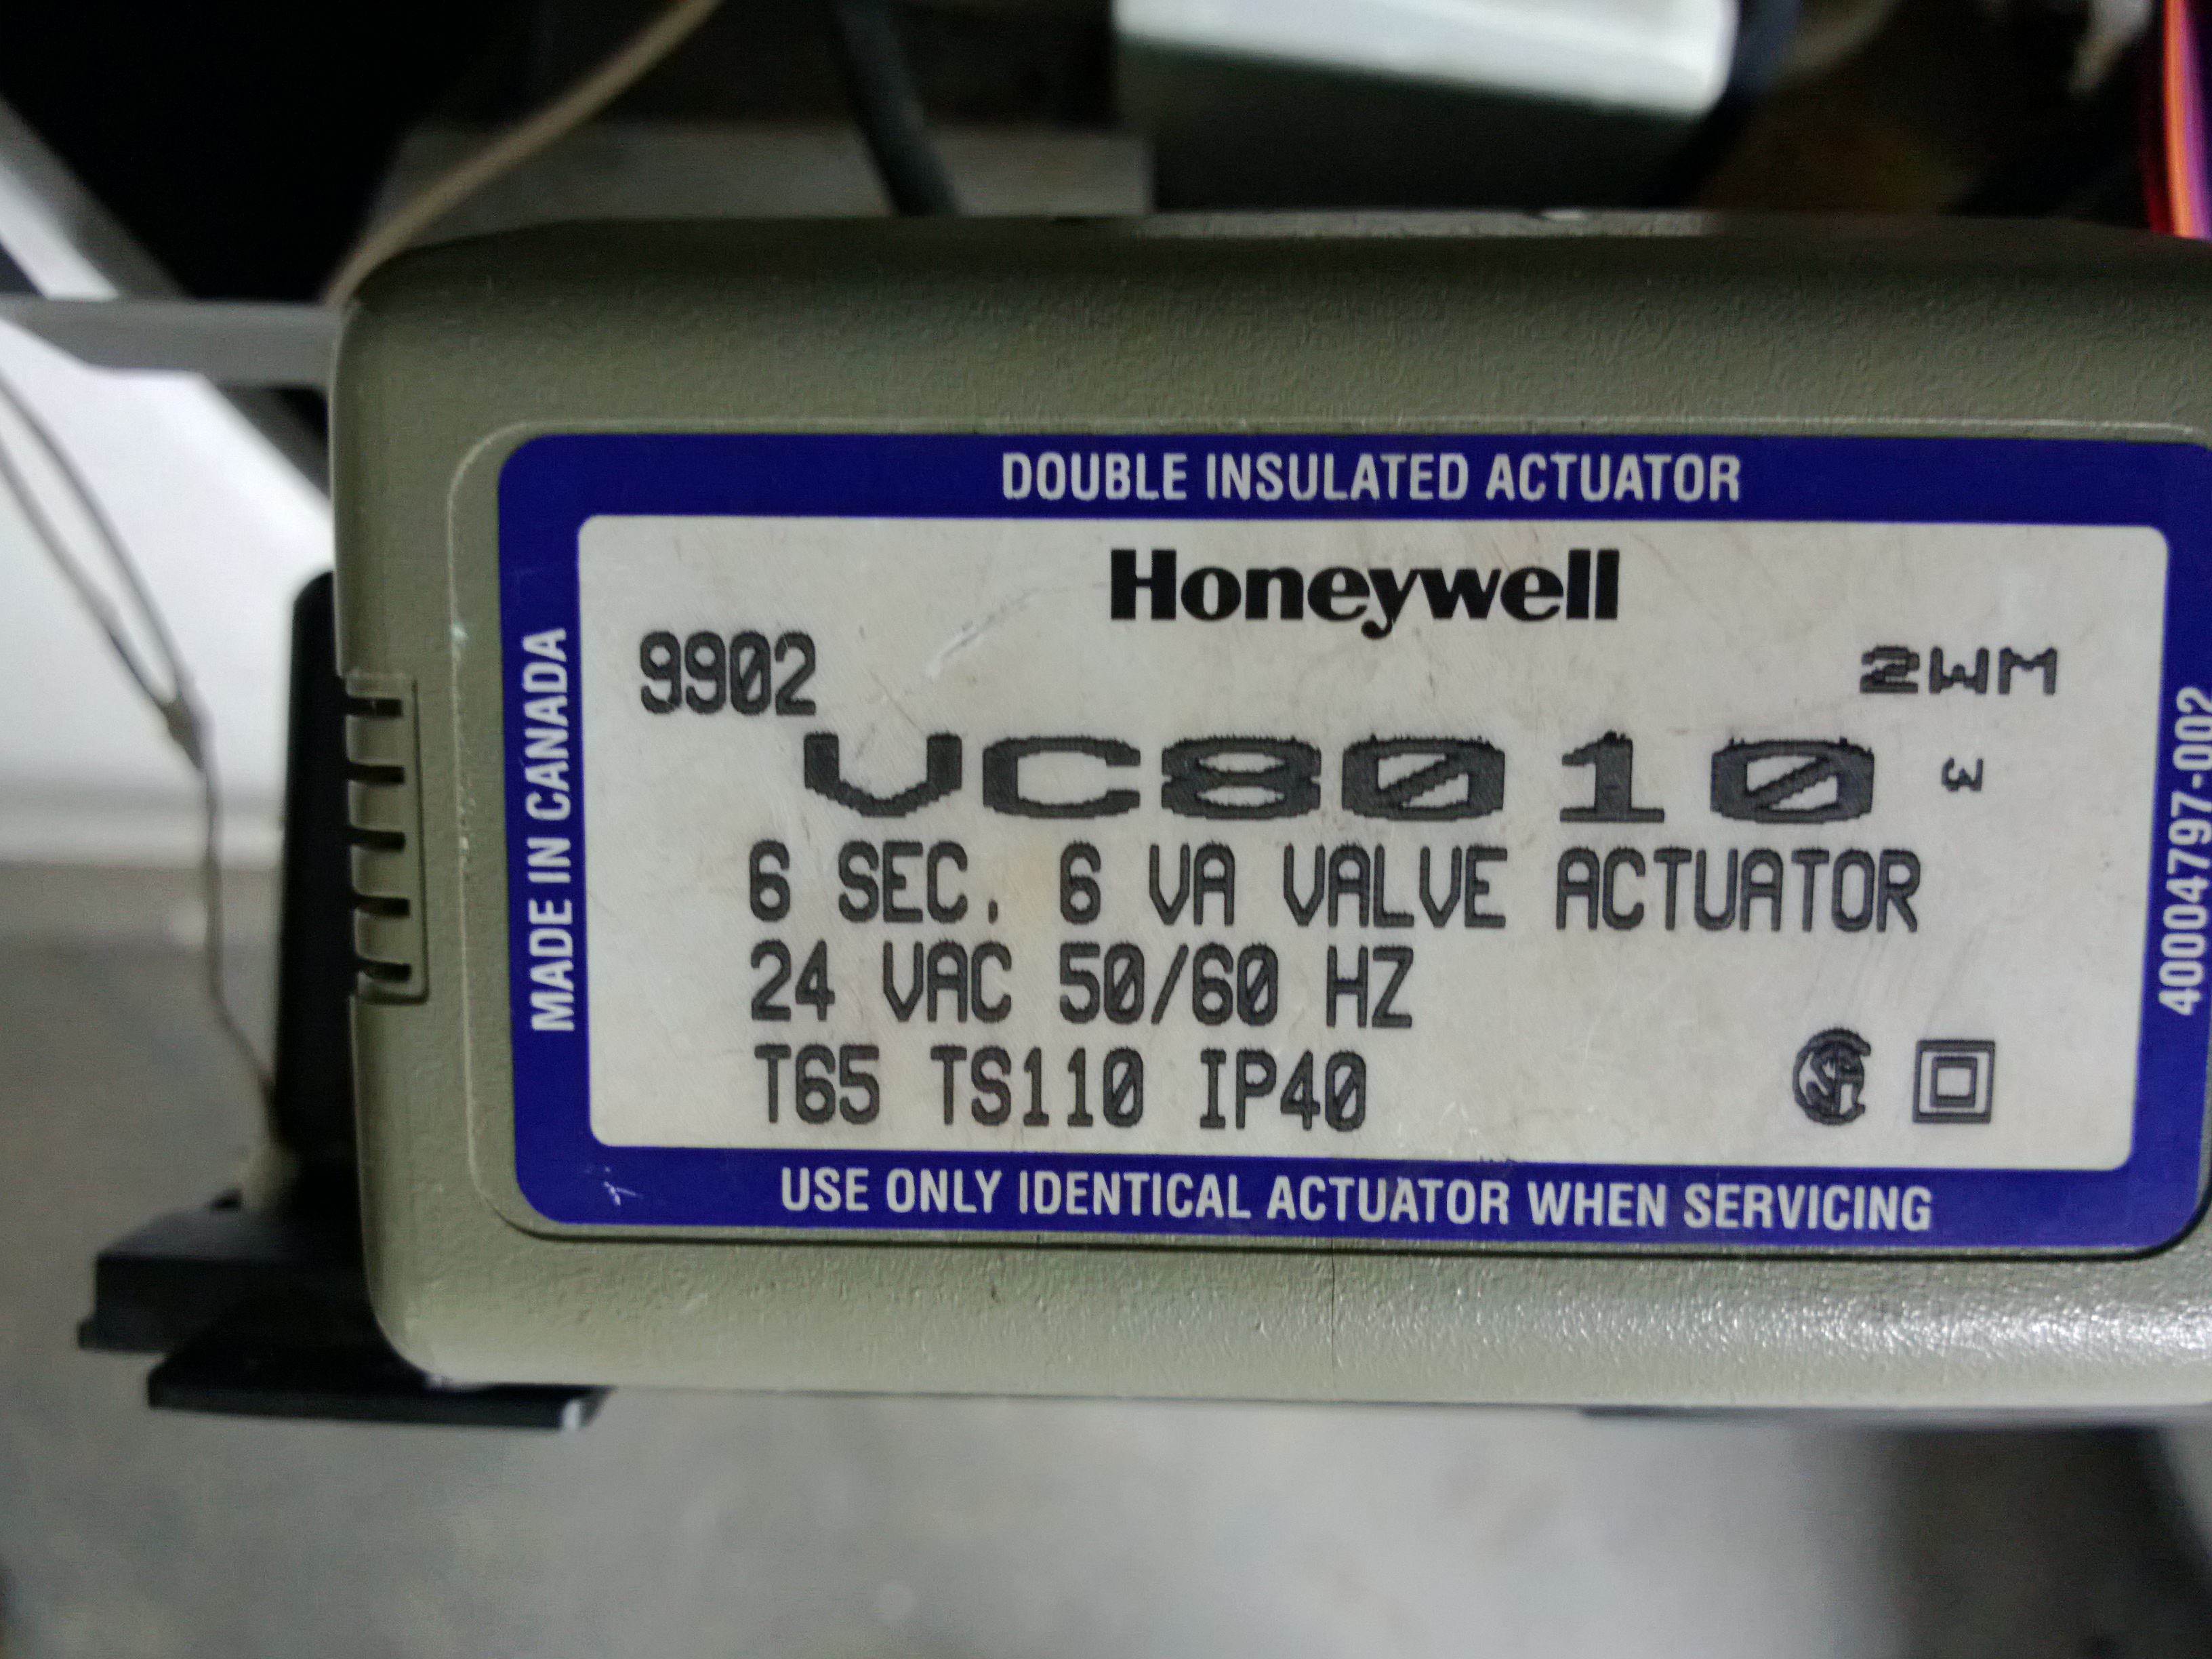 DOUBLE INSULATED ACTUATOR
Honeywell
9902
2WM
VC8010
3
6 SEC. 6 VA VALVE ACTUATOR
24 VAC 50/60 HZ
T65 TS110 IP40
USE ONLY IDENTICAL ACTUATOR WHEN SERVICING
MADE IN CANADA
40004797-002